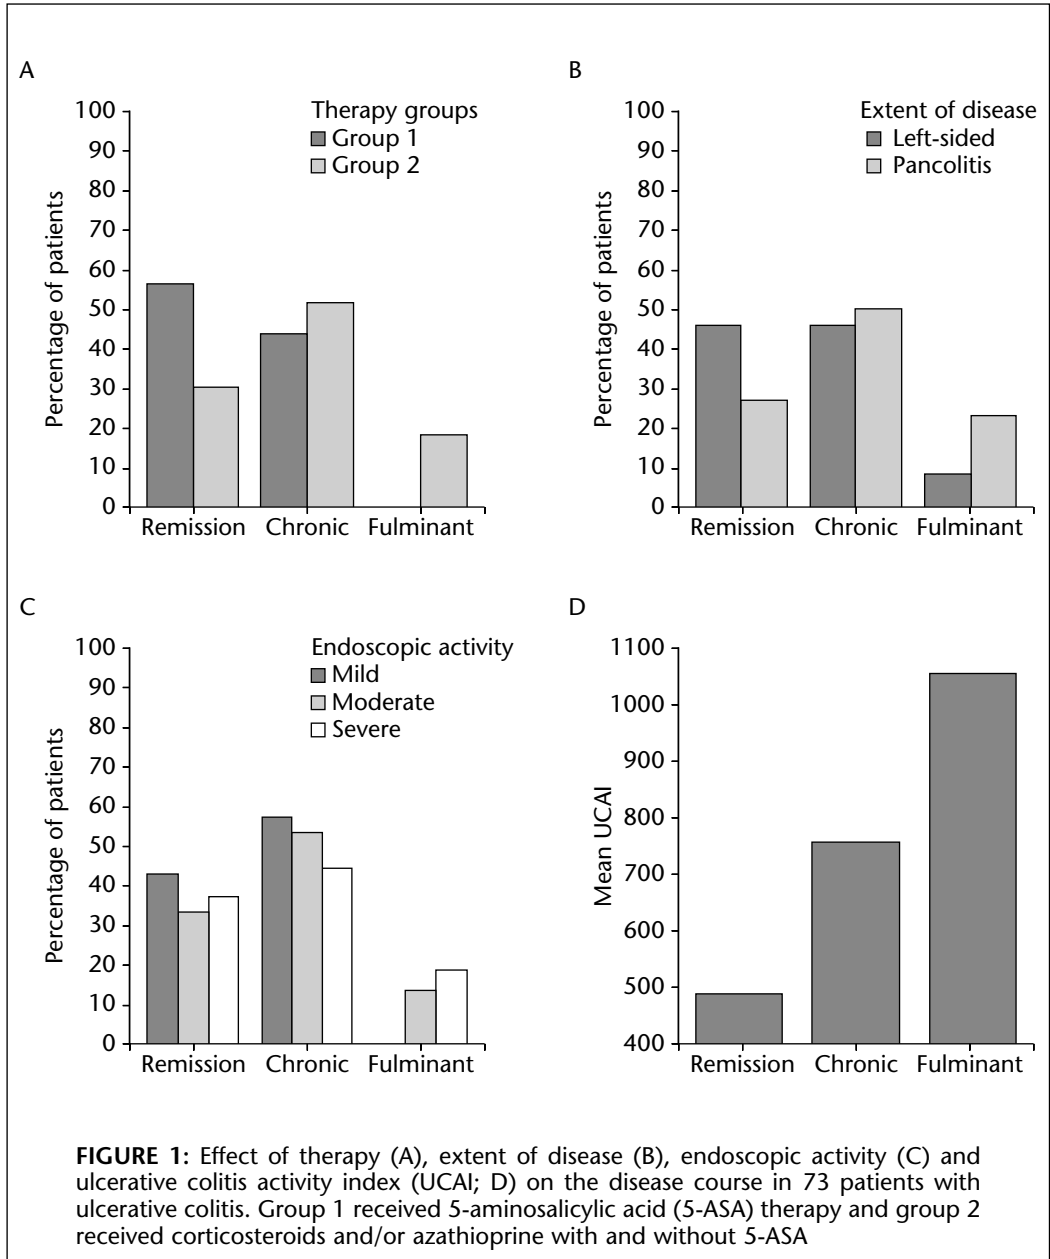 A
Therapy groups
Group 1
Group 2
Percentage of patients
100
90
80
70
60
50
40
30
20
10
0
Remission Chronic Fulminant
B
Extent of disease
Left-sided
Pancolitis
Percentage of patients
100
90
80
70
60
50
40
30
20
10
0
Remission Chronic Fulminant
C
Endoscopic activity
Mild
Moderate
Severe
Percentage of patients
100
90
80
70
60
50
40
30
20
10
0
Remission Chronic Fulminant
D
Mean UCAI
1100
1000
900
800
700
600
500
400
Remission Chronic Fulminant
FIGURE 1: Effect of therapy (A), extent of disease (B), endoscopic activity (C) and
ulcerative colitis activity index (UCAI; D) on the disease course in 73 patients with
ulcerative colitis. Group 1 received 5-aminosalicylic acid (5-ASA) therapy and group 2
received corticosteroids and/or azathioprine with and without 5-ASA